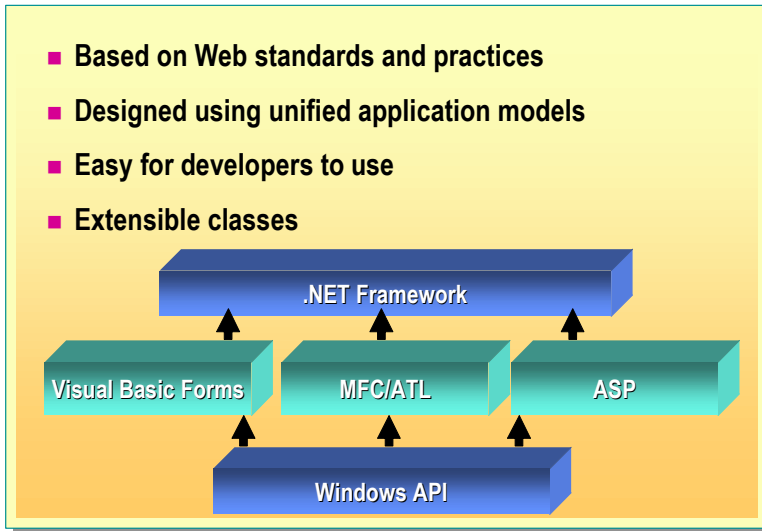 Based on Web standards and practices
Designed using unified application models
Easy for developers to use
Extensible classes
.NET Framework
Visual Basic Forms
MFC/ATL
ASP
Windows API